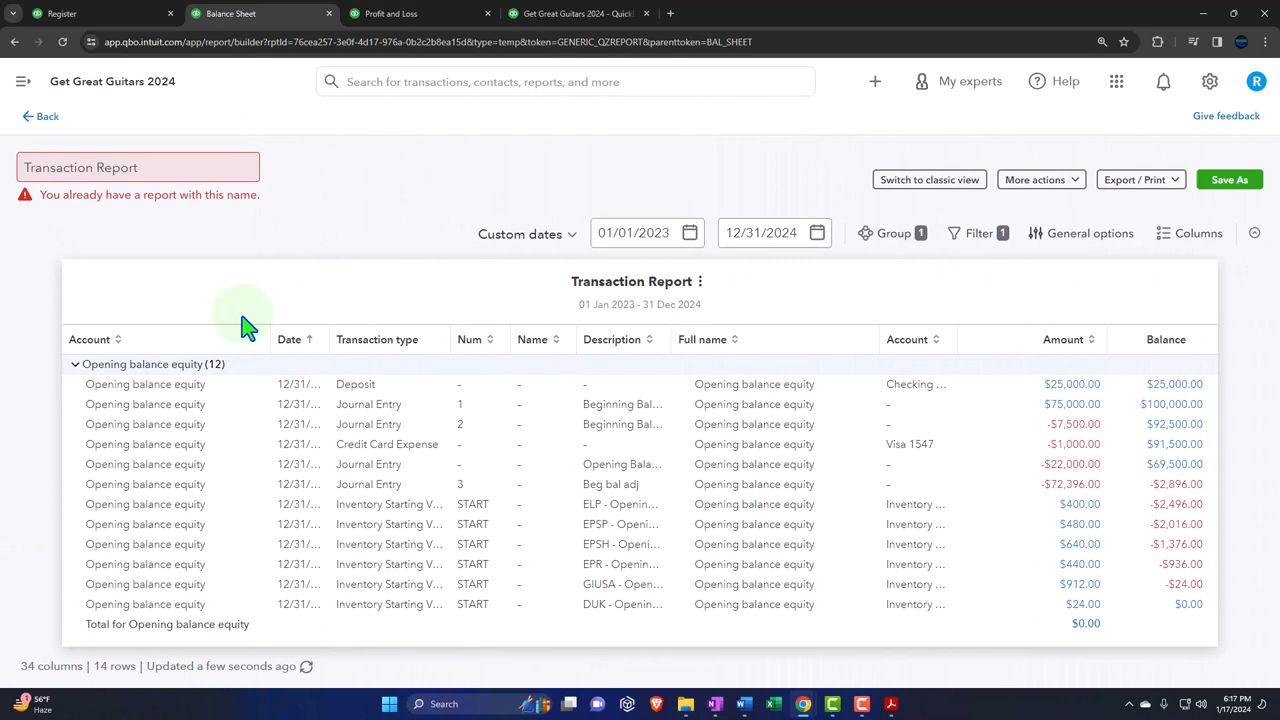 Register
Balance Sheet
Profit and Loss
Get Great Guitars 2024 – Quick
app.qbo.intuit.com/app/report/builder?rptId=76cea257-3e0f-4d17-976a-0b2c2b8ea15d&type=temp&token=GENERIC_QZREPORT&parenttoken=BAL_SHEET
Get Great Guitars 2024
Search for transactions, contacts, reports, and more
My experts
Help
R
Back
Give feedback
Transaction Report
You already have a report with this name.
Switch to classic view
More actions
Export / Print
Save As
Custom dates
01/01/2023
12/31/2024
Group 1
Filter 1
General options
Columns
Transaction Report
01 Jan 2023 - 31 Dec 2024
Account Date Transaction type Num Name Description Full name Account Amount Balance
Opening balance equity (12)
Opening balance equity 12/31/... Deposit – – – Opening balance equity Checking ... $25,000.00 $25,000.00
Opening balance equity 12/31/... Journal Entry 1 – Beginning Bal... Opening balance equity – $75,000.00 $100,000.00
Opening balance equity 12/31/... Journal Entry 2 – Beginning Bal... Opening balance equity – -$7,500.00 $92,500.00
Opening balance equity 12/31/... Credit Card Expense – – – Opening balance equity Visa 1547 -$1,000.00 $91,500.00
Opening balance equity 12/31/... Journal Entry – – Opening Bala... Opening balance equity – -$22,000.00 $69,500.00
Opening balance equity 12/31/... Journal Entry 3 – Beg bal adj Opening balance equity – -$72,396.00 -$2,896.00
Opening balance equity 12/31/... Inventory Starting V... START – ELP - Openin... Opening balance equity Inventory ... $400.00 -$2,496.00
Opening balance equity 12/31/... Inventory Starting V... START – EPSP - Openi... Opening balance equity Inventory ... $480.00 -$2,016.00
Opening balance equity 12/31/... Inventory Starting V... START – EPSH - Openi... Opening balance equity Inventory ... $640.00 -$1,376.00
Opening balance equity 12/31/... Inventory Starting V... START – EPR - Openin... Opening balance equity Inventory ... $440.00 -$936.00
Opening balance equity 12/31/... Inventory Starting V... START – GIUSA - Open... Opening balance equity Inventory ... $912.00 -$24.00
Opening balance equity 12/31/... Inventory Starting V... START – DUK - Openin... Opening balance equity Inventory ... $24.00 $0.00
Total for Opening balance equity $0.00
34 columns | 14 rows | Updated a few seconds ago
1
56°F
Haze
Search
6:17 PM
1/17/2024